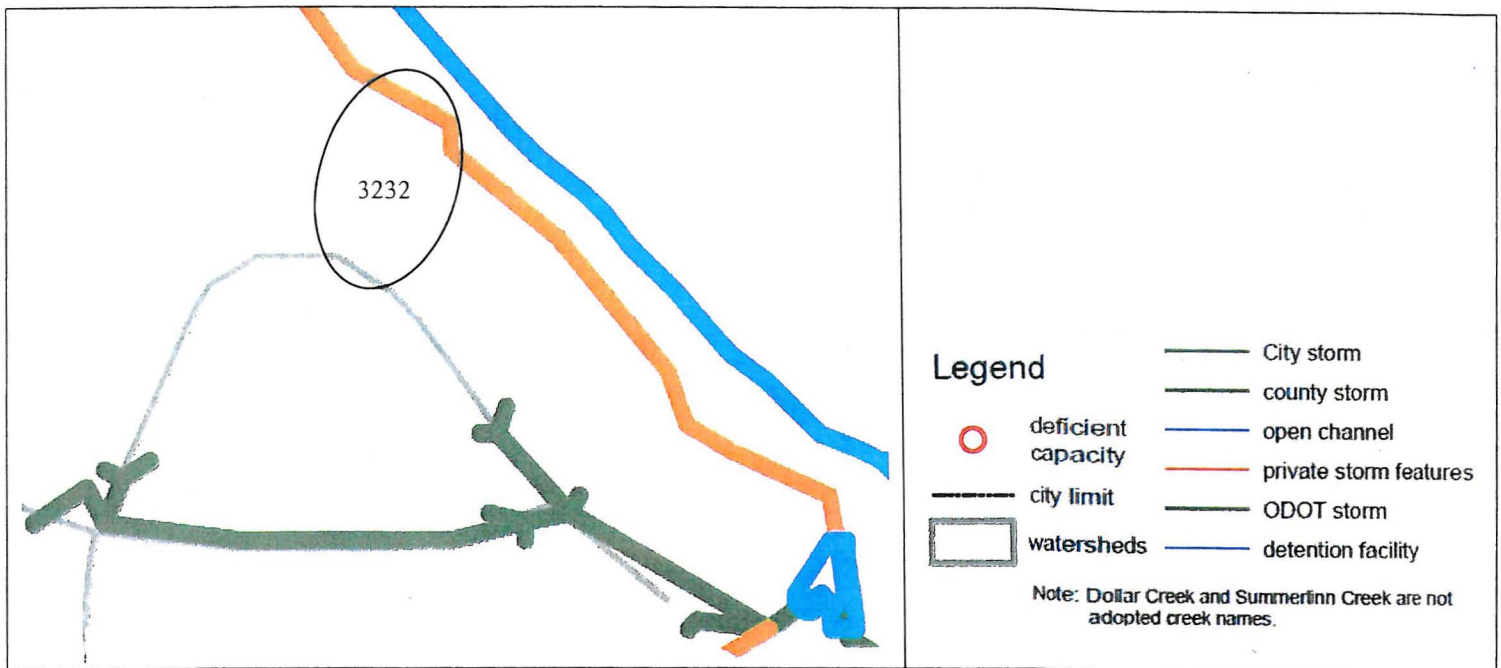 3232
Legend
deficient
capacity
city limit
watersheds
City storm
county storm
open channel
private storm features
ODOT storm
detention facility
Note: Dollar Creek and Summerlinn Creek are not
adopted creek names.